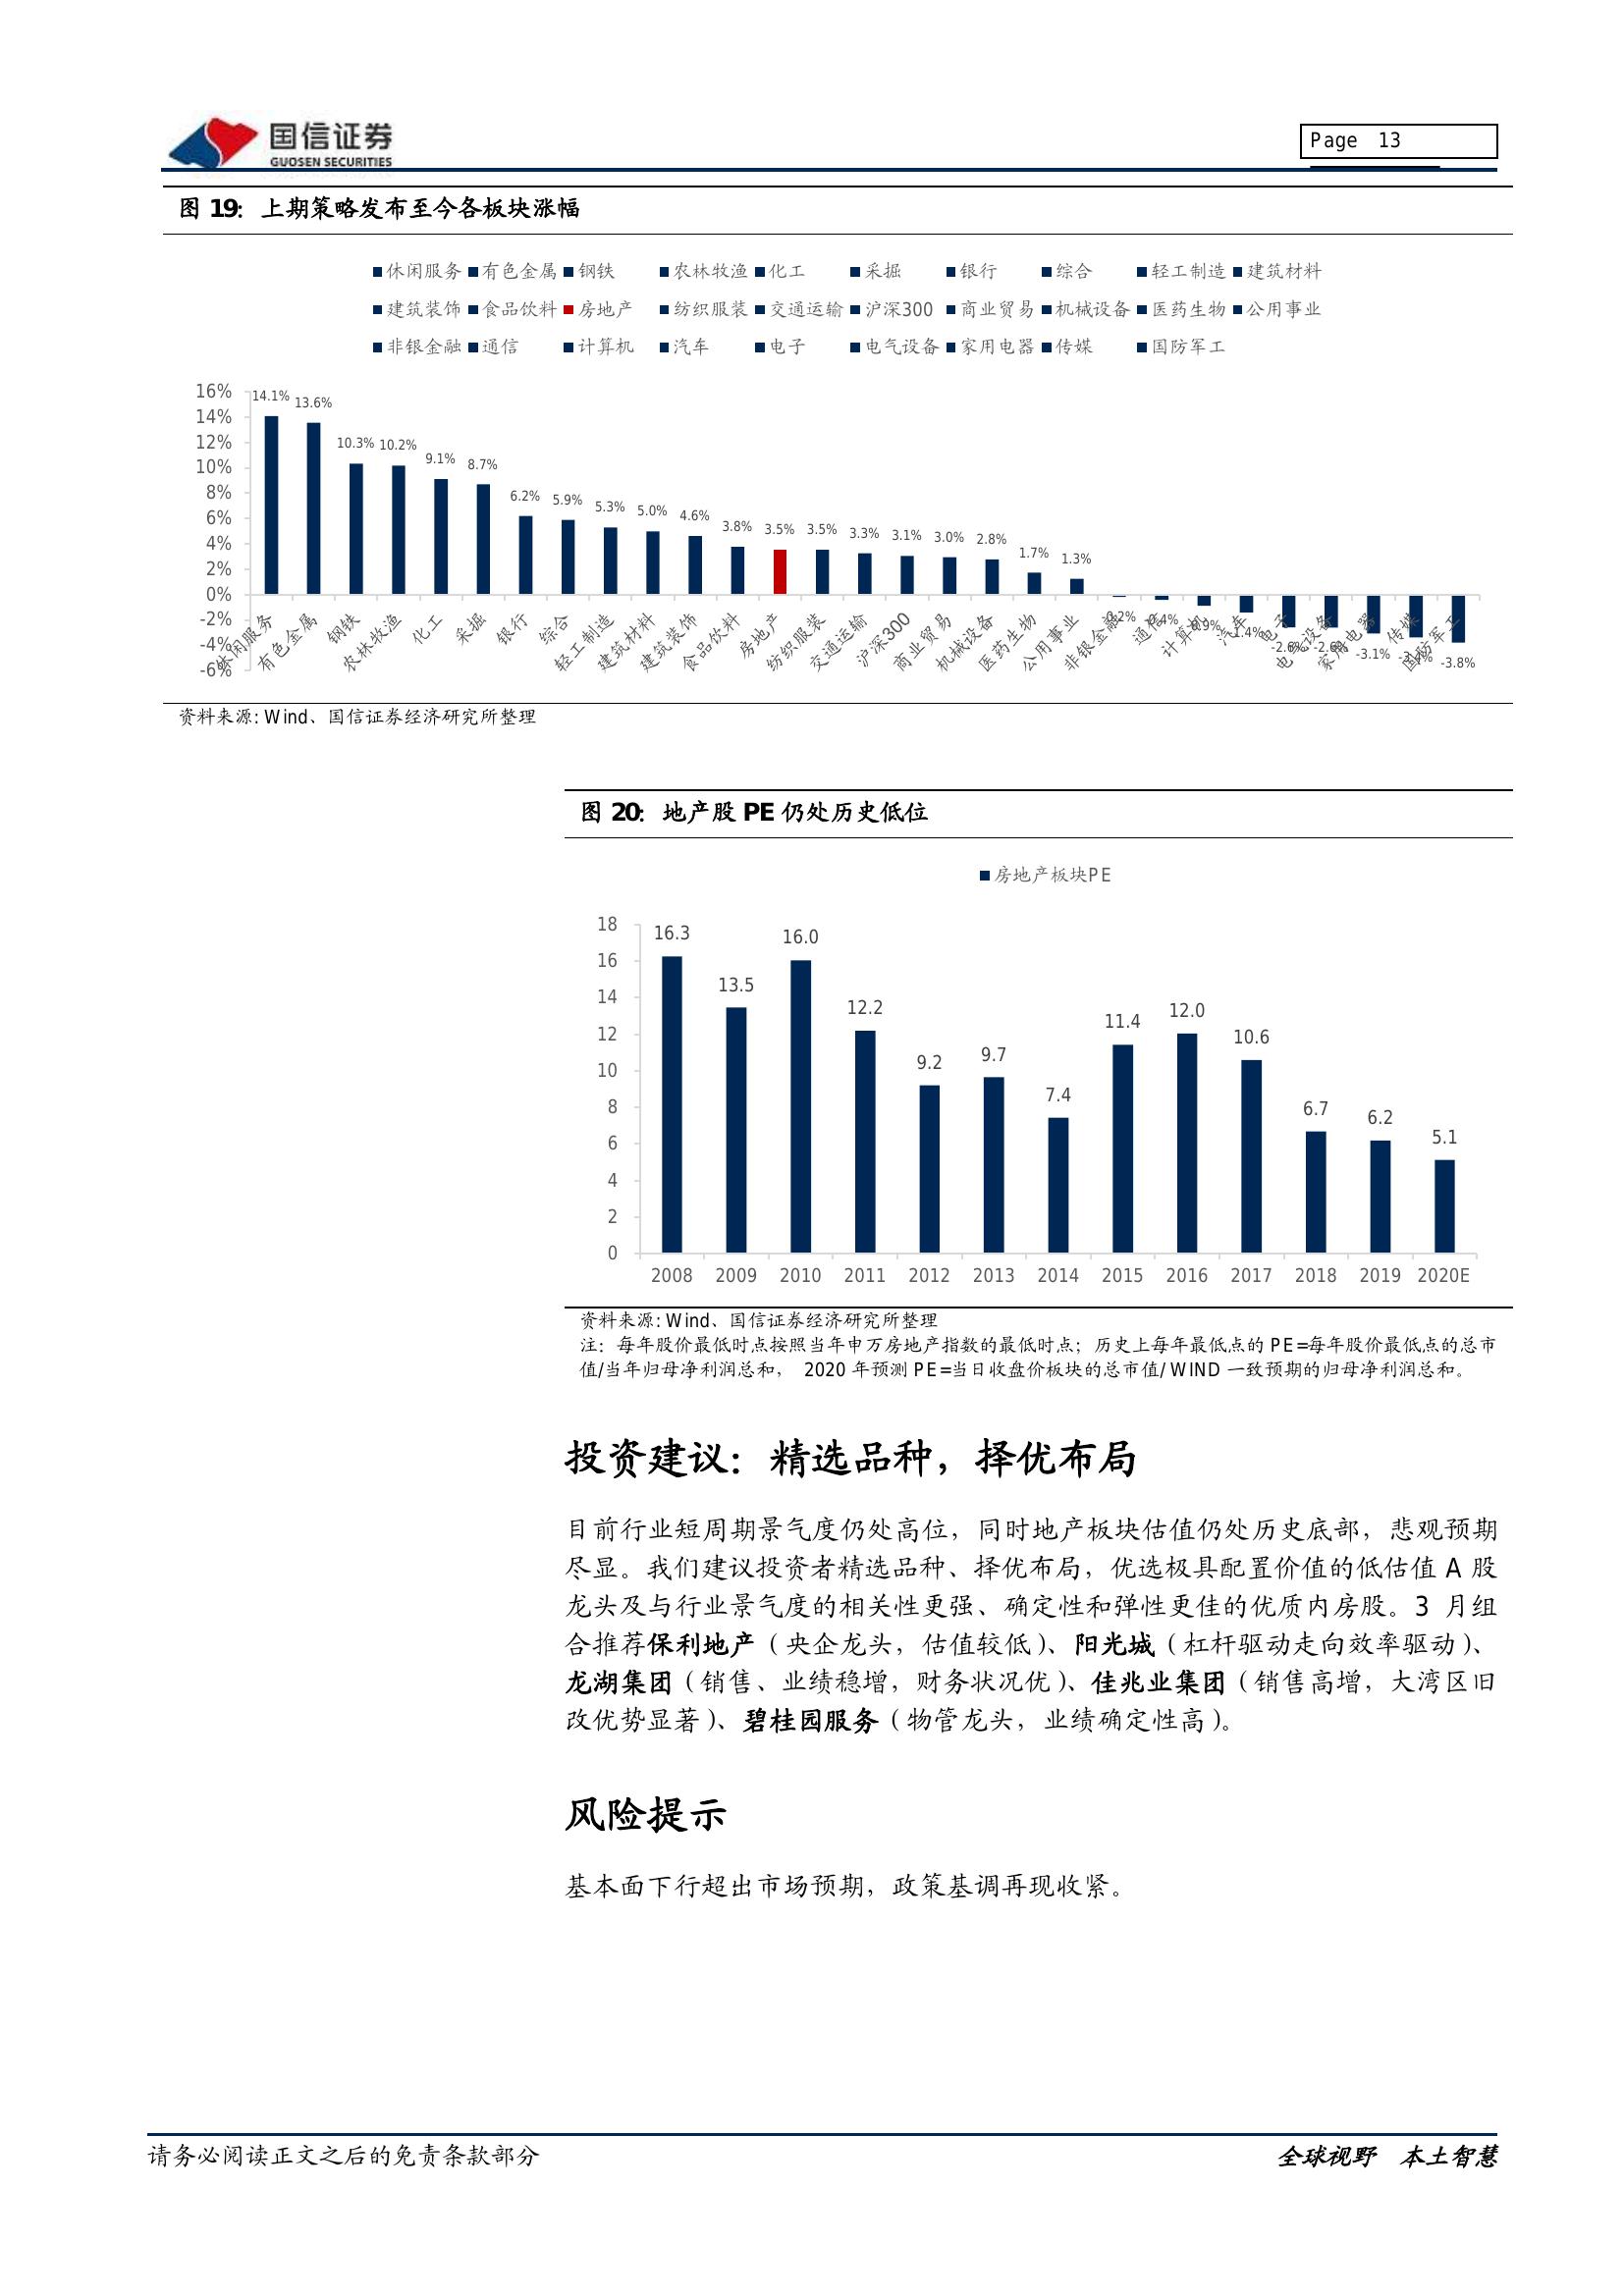 国信证券
GUOSEN SECURITIES
Page 13
图 19: 上期策略发布至今各板块涨幅
休闲服务 有色金属 钢铁 农林牧渔 化工 采掘 银行 综合 轻工制造 建筑材料
建筑装饰 食品饮料 房地产 纺织服装 交通运输 沪深300 商业贸易 机械设备 医药生物 公用事业
非银金融 通信 计算机 汽车 电子 电气设备 家用电器 传媒 国防军工
16%
14%
12%
10%
8%
6%
4%
2%
0%
-2%
-4%
-6%
14.1% 13.6% 10.3% 10.2% 9.1% 8.7% 6.2% 5.9% 5.3% 5.0% 4.6% 3.8% 3.5% 3.5% 3.3% 3.1% 3.0% 2.8% 1.7% 1.3%
-0.9% -1.4% -2.6% -2.6% -3.1% -3.8%
休闲服务 有色金属 钢铁 农林牧渔 化工 采掘 银行 综合 轻工制造 建筑材料 建筑装饰 食品饮料 房地产 纺织服装 交通运输 沪深300 商业贸易 机械设备 医药生物 公用事业 非银金融 通信 计算机 汽车 电子 电气设备 家用电器 传媒 国防军工
资料来源: Wind、国信证券经济研究所整理
图 20: 地产股 PE 仍处历史低位
房地产板块PE
18
16
14
12
10
8
6
4
2
0
16.3 13.5 16.0 12.2 9.2 9.7 7.4 11.4 12.0 10.6 6.7 6.2 5.1
2008 2009 2010 2011 2012 2013 2014 2015 2016 2017 2018 2019 2020E
资料来源: Wind、国信证券经济研究所整理
注：每年股价最低时点按照当年申万房地产指数的最低时点；历史上每年最低点的 PE=每年股价最低点的总市
值/当年归母净利润总和， 2020 年预测 PE=当日收盘价板块的总市值/ WIND 一致预期的归母净利润总和。
投资建议：精选品种，择优布局
目前行业短周期景气度仍处高位，同时地产板块估值仍处历史底部，悲观预期
尽显。我们建议投资者精选品种、择优布局，优选极具配置价值的低估值 A 股
龙头及与行业景气度的相关性更强、确定性和弹性更佳的优质内房股。3 月组
合推荐保利地产（央企龙头，估值较低）、阳光城（杠杆驱动走向效率驱动）、
龙湖集团（销售、业绩稳增，财务状况优）、佳兆业集团（销售高增，大湾区旧
改优势显著）、碧桂园服务（物管龙头，业绩确定性高）。
风险提示
基本面下行超出市场预期，政策基调再现收紧。
请务必阅读正文之后的免责条款部分
全球视野 本土智慧